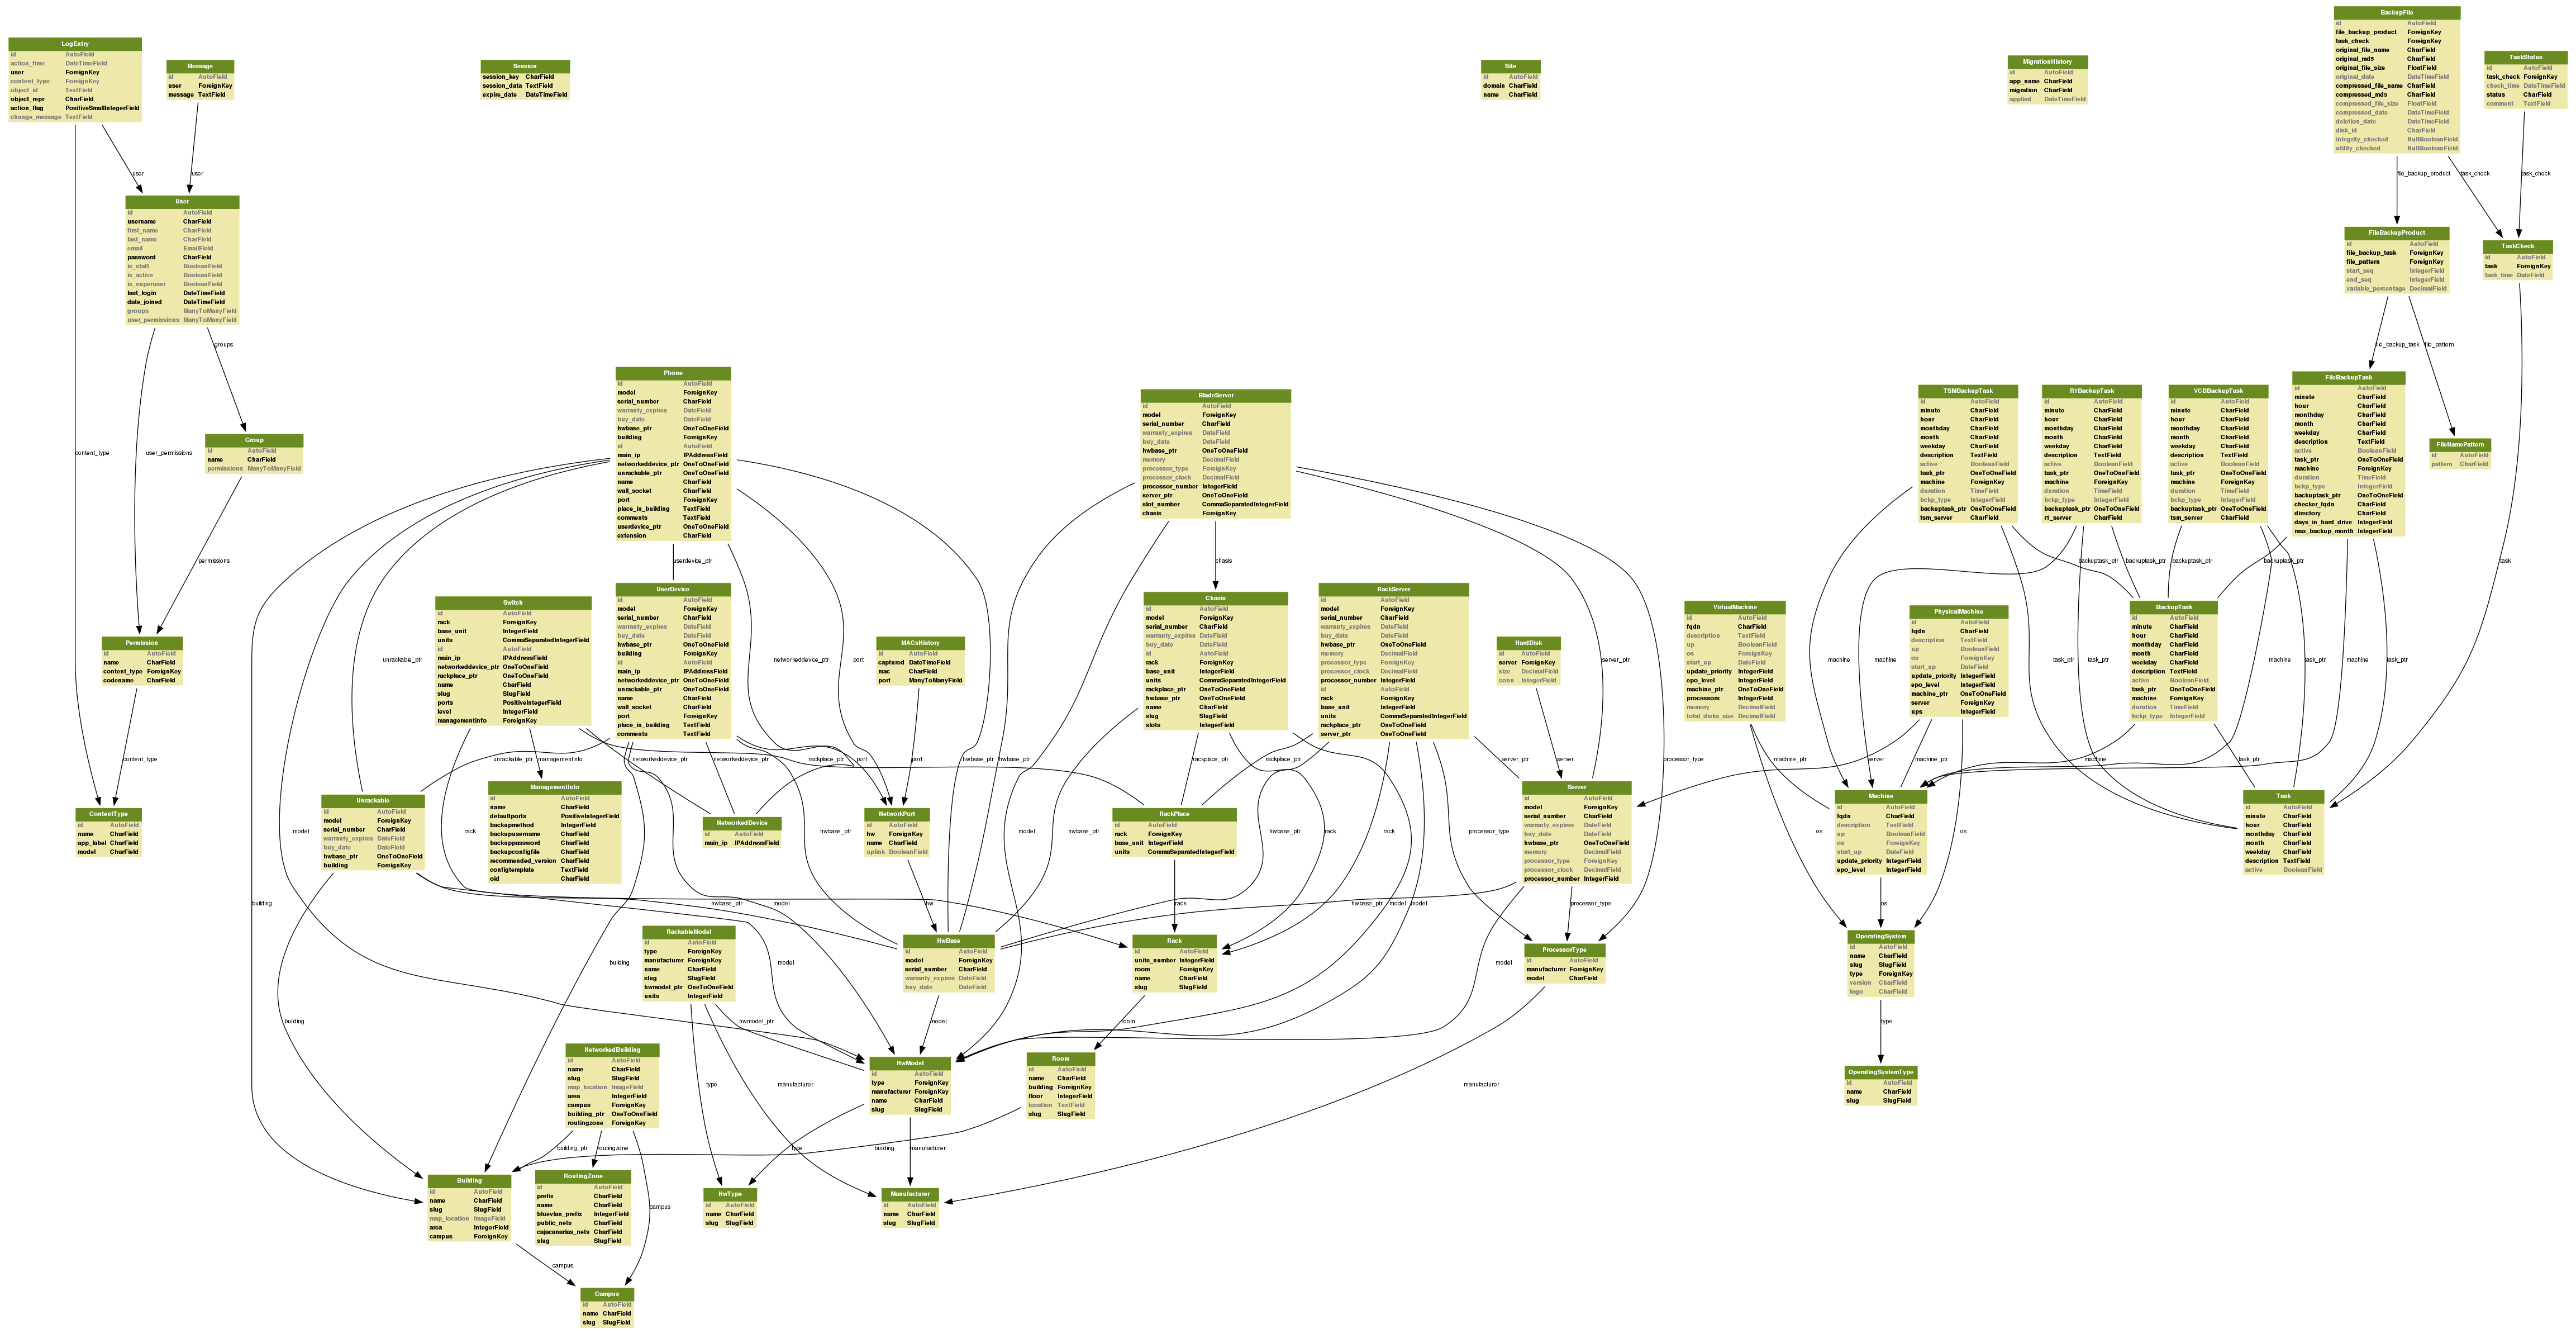 LogEntry
id AutoField
action_time DateTimeField
user ForeignKey
content_type ForeignKey
object_id TextField
object_repr CharField
action_flag PositiveSmallIntegerField
change_message TextField
Message
id AutoField
user ForeignKey
message TextField
Session
session_key CharField
session_data TextField
expire_date DateTimeField
Site
id AutoField
domain CharField
name CharField
MigrationHistory
id AutoField
app_name CharField
migration CharField
applied DateTimeField
BackupFile
id AutoField
file_backup_product ForeignKey
task_check ForeignKey
original_file_name CharField
original_md5 CharField
original_file_size FloatField
original_date DateTimeField
compressed_file_name CharField
compressed_md5 CharField
compressed_file_size FloatField
compressed_date DateTimeField
deletion_date DateTimeField
disk_id CharField
integrity_checked NullBooleanField
utility_checked NullBooleanField
TaskStatus
id AutoField
task_check ForeignKey
check_time DateTimeField
status CharField
comment TextField
user
user
file_backup_product
task_check
task_check
User
id AutoField
username CharField
first_name CharField
last_name CharField
email EmailField
password CharField
is_staff BooleanField
is_active BooleanField
is_superuser BooleanField
last_login DateTimeField
date_joined DateTimeField
groups ManyToManyField
user_permissions ManyToManyField
FileBackupProduct
id AutoField
file_backup_task ForeignKey
file_pattern ForeignKey
start_seq IntegerField
end_seq IntegerField
variable_percentage DecimalField
TaskCheck
id AutoField
task ForeignKey
task_time DateField
groups
file_backup_task
file_pattern
content_type
user_permissions
Group
id AutoField
name CharField
permissions ManyToManyField
permissions
Phone
id AutoField
model ForeignKey
serial_number CharField
warranty_expires DateField
buy_date DateField
hwbase_ptr OneToOneField
building ForeignKey
id AutoField
main_ip IPAddressField
networkeddevice_ptr OneToOneField
unrackable_ptr OneToOneField
name CharField
wall_socket CharField
port ForeignKey
place_in_building TextField
comments TextField
userdevice_ptr OneToOneField
extension CharField
BladeServer
id AutoField
model ForeignKey
serial_number CharField
warranty_expires DateField
buy_date DateField
hwbase_ptr OneToOneField
memory DecimalField
processor_type ForeignKey
processor_clock DecimalField
processor_number IntegerField
server_ptr OneToOneField
slot_number CommaSeparatedIntegerField
chasis ForeignKey
TSMBackupTask
id AutoField
minute CharField
hour CharField
monthday CharField
month CharField
weekday CharField
description TextField
active BooleanField
task_ptr OneToOneField
machine ForeignKey
duration TimeField
bckp_type IntegerField
backuptask_ptr OneToOneField
tsm_server CharField
R1BackupTask
id AutoField
minute CharField
hour CharField
monthday CharField
month CharField
weekday CharField
description TextField
active BooleanField
task_ptr OneToOneField
machine ForeignKey
duration TimeField
bckp_type IntegerField
backuptask_ptr OneToOneField
r1_server CharField
VCBBackupTask
id AutoField
minute CharField
hour CharField
monthday CharField
month CharField
weekday CharField
description TextField
active BooleanField
task_ptr OneToOneField
machine ForeignKey
duration TimeField
bckp_type IntegerField
backuptask_ptr OneToOneField
tsm_server CharField
FileBackupTask
id AutoField
minute CharField
hour CharField
monthday CharField
month CharField
weekday CharField
description TextField
active BooleanField
task_ptr OneToOneField
machine ForeignKey
duration TimeField
bckp_type IntegerField
backuptask_ptr OneToOneField
checker_fqdn CharField
directory CharField
days_in_hard_drive IntegerField
max_backup_month IntegerField
FileNamePattern
id AutoField
pattern CharField
userdevice_ptr
chasis
backuptask_ptr
backuptask_ptr
backuptask_ptr
backuptask_ptr
task
unrackable_ptr
networkeddevice_ptr
port
server_ptr
machine
machine
task_ptr
task_ptr
machine
task_ptr
machine
task_ptr
Permission
id AutoField
name CharField
content_type ForeignKey
codename CharField
Switch
id AutoField
rack ForeignKey
base_unit IntegerField
units CommaSeparatedIntegerField
id AutoField
main_ip IPAddressField
networkeddevice_ptr OneToOneField
rackplace_ptr OneToOneField
name CharField
slug SlugField
ports PositiveIntegerField
level IntegerField
managementinfo ForeignKey
UserDevice
id AutoField
model ForeignKey
serial_number CharField
warranty_expires DateField
buy_date DateField
hwbase_ptr OneToOneField
building ForeignKey
id AutoField
main_ip IPAddressField
networkeddevice_ptr OneToOneField
unrackable_ptr OneToOneField
name CharField
wall_socket CharField
port ForeignKey
place_in_building TextField
comments TextField
MACsHistory
id AutoField
captured DateTimeField
mac CharField
port ManyToManyField
Chasis
id AutoField
model ForeignKey
serial_number CharField
warranty_expires DateField
buy_date DateField
id AutoField
rack ForeignKey
base_unit IntegerField
units CommaSeparatedIntegerField
rackplace_ptr OneToOneField
hwbase_ptr OneToOneField
name CharField
slug SlugField
slots IntegerField
RackServer
id AutoField
model ForeignKey
serial_number CharField
warranty_expires DateField
buy_date DateField
hwbase_ptr OneToOneField
memory DecimalField
processor_type ForeignKey
processor_clock DecimalField
processor_number IntegerField
id AutoField
rack ForeignKey
base_unit IntegerField
units CommaSeparatedIntegerField
rackplace_ptr OneToOneField
server_ptr OneToOneField
HardDisk
id AutoField
server ForeignKey
size DecimalField
conn IntegerField
VirtualMachine
id AutoField
fqdn CharField
description TextField
up BooleanField
os ForeignKey
start_up DateField
update_priority IntegerField
epo_level IntegerField
machine_ptr OneToOneField
processors IntegerField
memory DecimalField
total_disks_size DecimalField
PhysicalMachine
id AutoField
fqdn CharField
description TextField
up BooleanField
os ForeignKey
start_up DateField
update_priority IntegerField
epo_level IntegerField
machine_ptr OneToOneField
server ForeignKey
ups IntegerField
BackupTask
id AutoField
minute CharField
hour CharField
monthday CharField
month CharField
weekday CharField
description TextField
active BooleanField
task_ptr OneToOneField
machine ForeignKey
duration TimeField
bckp_type IntegerField
content_type
unrackable_ptr
managementinfo
networkeddevice_ptr
networkeddevice_ptr
rackplace_ptr
port
port
hwbase_ptr
hwbase_ptr
rackplace_ptr
rackplace_ptr
server_ptr
server
processor_type
machine_ptr
server
machine_ptr
machine
task_ptr
ContentType
id AutoField
name CharField
app_label CharField
model CharField
Unrackable
id AutoField
model ForeignKey
serial_number CharField
warranty_expires DateField
buy_date DateField
hwbase_ptr OneToOneField
building ForeignKey
ManagementInfo
id AutoField
name CharField
defaultports PositiveIntegerField
backupmethod IntegerField
backupusername CharField
backuppassword CharField
backupconfigfile CharField
recommended_version CharField
configtemplate TextField
oid CharField
NetworkedDevice
id AutoField
main_ip IPAddressField
NetworkPort
id AutoField
hw ForeignKey
name CharField
uplink BooleanField
RackPlace
id AutoField
rack ForeignKey
base_unit IntegerField
units CommaSeparatedIntegerField
Server
id AutoField
model ForeignKey
serial_number CharField
warranty_expires DateField
buy_date DateField
hwbase_ptr OneToOneField
memory DecimalField
processor_type ForeignKey
processor_clock DecimalField
processor_number IntegerField
Machine
id AutoField
fqdn CharField
description TextField
up BooleanField
os ForeignKey
start_up DateField
update_priority IntegerField
epo_level IntegerField
Task
id AutoField
minute CharField
hour CharField
monthday CharField
month CharField
weekday CharField
description TextField
active BooleanField
model
rack
hwbase_ptr
model
hwbase_ptr
hwbase_ptr
rack
rack
processor_type
os
os
building
hwbase_ptr
model
hw
rack
hwbase_ptr
model
model
processor_type
os
RackableModel
id AutoField
type ForeignKey
manufacturer ForeignKey
name CharField
slug SlugField
hwmodel_ptr OneToOneField
units IntegerField
HwBase
id AutoField
model ForeignKey
serial_number CharField
warranty_expires DateField
buy_date DateField
Rack
id AutoField
units_number IntegerField
room ForeignKey
name CharField
slug SlugField
ProcessorType
id AutoField
manufacturer ForeignKey
model CharField
OperatingSystem
id AutoField
name CharField
slug SlugField
type ForeignKey
version CharField
logo CharField
building
model
model
building
hwmodel_ptr
model
room
type
NetworkedBuilding
id AutoField
name CharField
slug SlugField
map_location ImageField
area IntegerField
campus ForeignKey
building_ptr OneToOneField
routingzone ForeignKey
HwModel
id AutoField
type ForeignKey
manufacturer ForeignKey
name CharField
slug SlugField
Room
id AutoField
name CharField
building ForeignKey
floor IntegerField
location TextField
slug SlugField
OperatingSystemType
id AutoField
name CharField
slug SlugField
type
manufacturer
manufacturer
building_ptr
routingzone
type
building
manufacturer
Building
id AutoField
name CharField
slug SlugField
map_location ImageField
area IntegerField
campus ForeignKey
RoutingZone
id AutoField
prefix CharField
name CharField
bluevlan_prefix IntegerField
public_nets CharField
cajacanarias_nets CharField
slug SlugField
HwType
id AutoField
name CharField
slug SlugField
Manufacturer
id AutoField
name CharField
slug SlugField
campus
campus
Campus
id AutoField
name CharField
slug SlugField